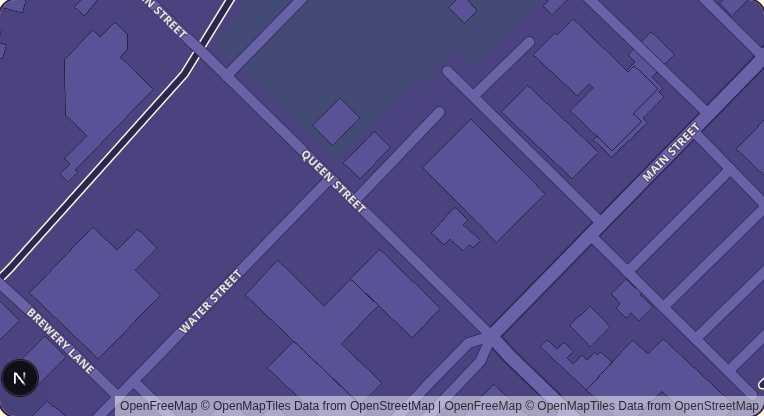 N STREET
QUEEN STREET
MAIN STREET
WATER STREET
BREWERY LANE
N
OpenFreeMap © OpenMapTiles Data from OpenStreetMap | OpenFreeMap © OpenMapTiles Data from OpenStreetMap